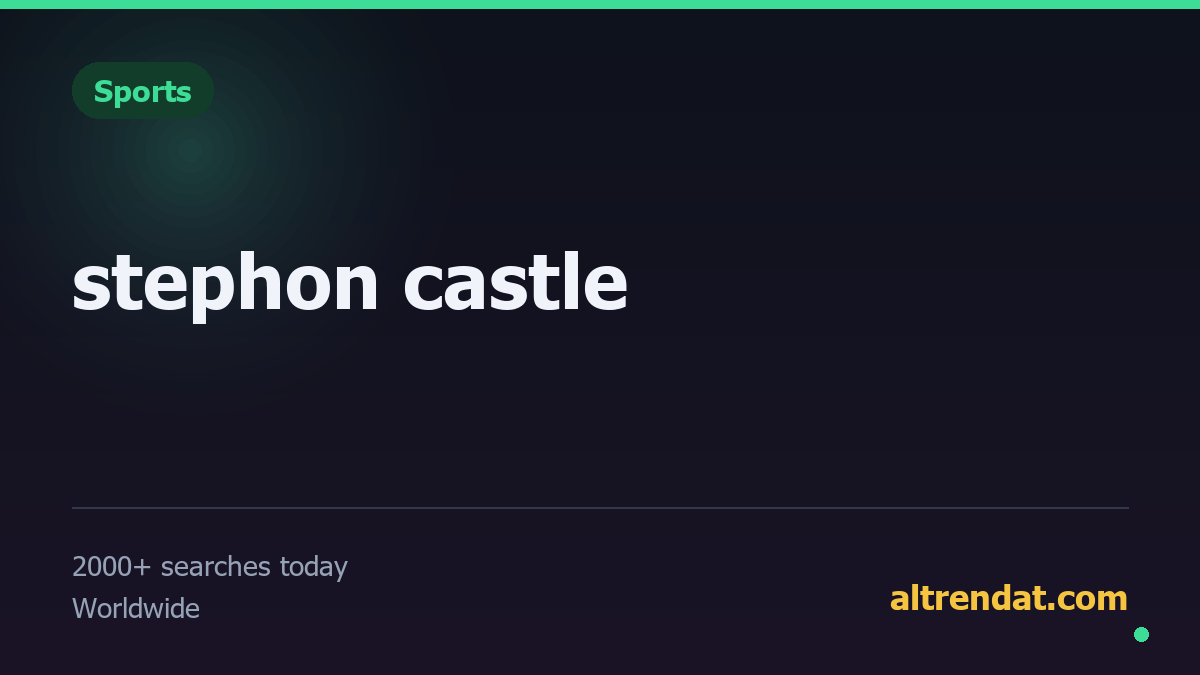 Sports
stephon castle
2000+ searches today
Worldwide
altrendat.com